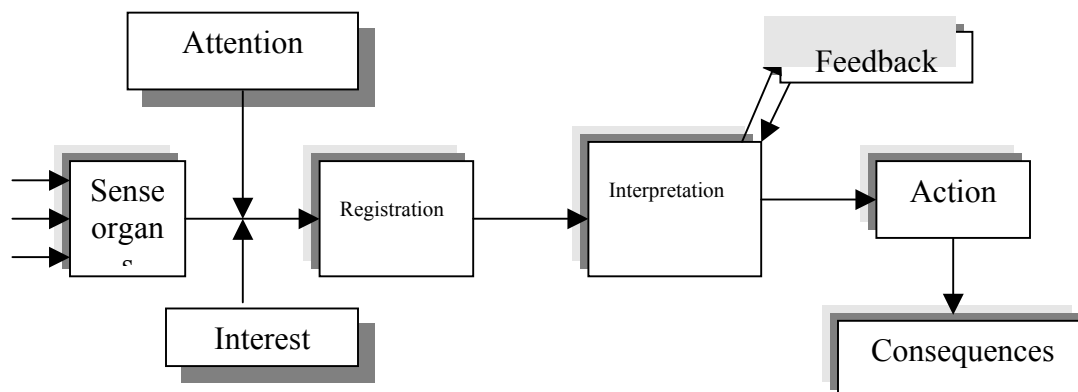 Attention
Feedback
Sense
organ
s
Registration
Interpretation
Action
Interest
Consequences